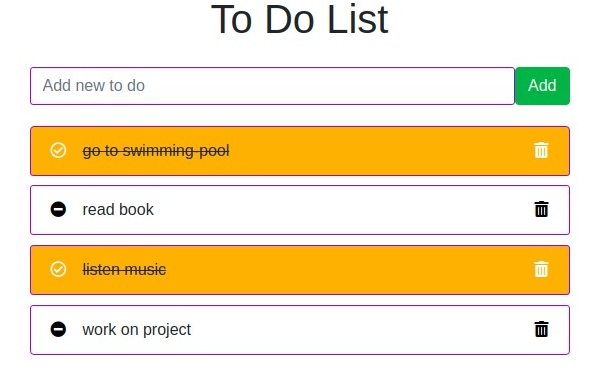 To Do List
Add new to do
Add
go to swimming pool
read book
listen music
work on project